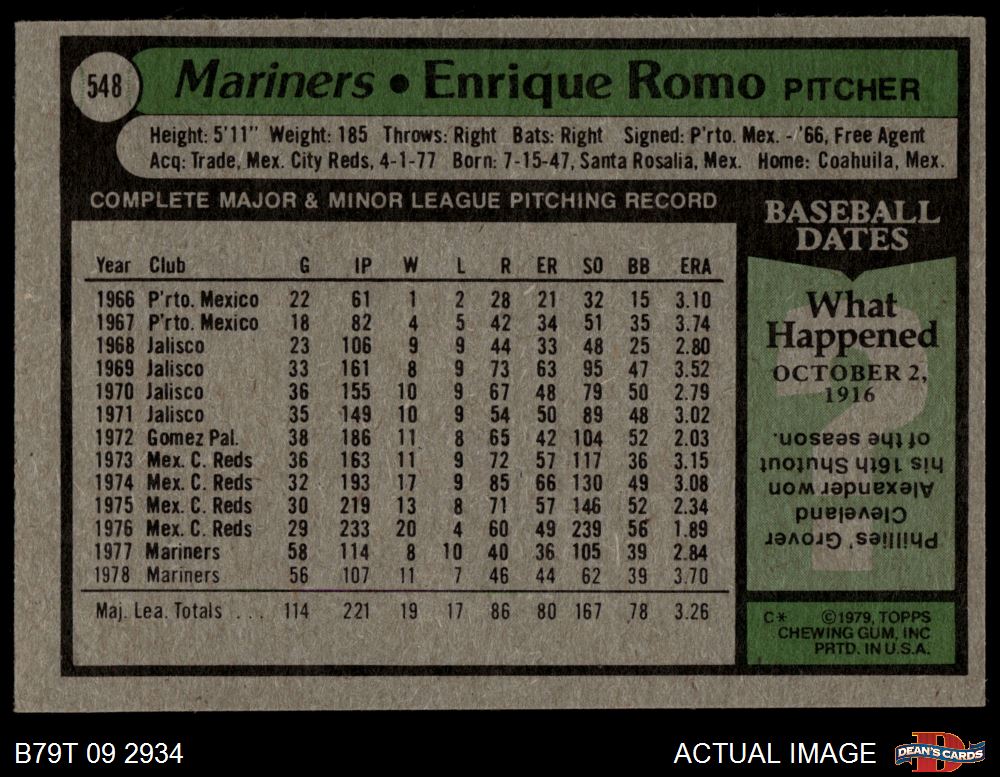 548
Mariners • Enrique Romo PITCHER
Height: 5'11" Weight: 185 Throws: Right Bats: Right Signed: P'rto. Mex. - '66, Free Agent
Acq: Trade, Mex. City Reds, 4-1-77 Born: 7-15-47, Santa Rosalia, Mex. Home: Coahuila, Mex.
COMPLETE MAJOR & MINOR LEAGUE PITCHING RECORD
Year Club G IP W L R ER SO BB ERA
1966 P'rto. Mexico 22 61 1 2 28 21 32 15 3.10
1967 P'rto. Mexico 18 82 4 5 42 34 51 35 3.74
1968 Jalisco 23 106 9 9 44 33 48 25 2.80
1969 Jalisco 33 161 8 9 73 63 95 47 3.52
1970 Jalisco 36 155 10 9 67 48 79 50 2.79
1971 Jalisco 35 149 10 9 54 50 89 48 3.02
1972 Gomez Pal. 38 186 11 8 65 42 104 52 2.03
1973 Mex. C. Reds 36 163 11 9 72 57 117 36 3.15
1974 Mex. C. Reds 32 193 17 9 85 66 130 49 3.08
1975 Mex. C. Reds 30 219 13 8 71 57 146 52 2.34
1976 Mex. C. Reds 29 233 20 4 60 49 239 56 1.89
1977 Mariners 58 114 8 10 40 36 105 39 2.84
1978 Mariners 56 107 11 7 46 44 62 39 3.70
Maj. Lea. Totals . . . 114 221 19 17 86 80 167 78 3.26
BASEBALL
DATES
What
Happened
OCTOBER 2,
1916
Phillies' Grover
Cleveland
Alexander won
his 16th Shutout
of the season.
C* ©1979, TOPPS
CHEWING GUM, INC
PRTD. IN U.S.A.
B79T 09 2934
ACTUAL IMAGE
D
DEAN'S CARDS